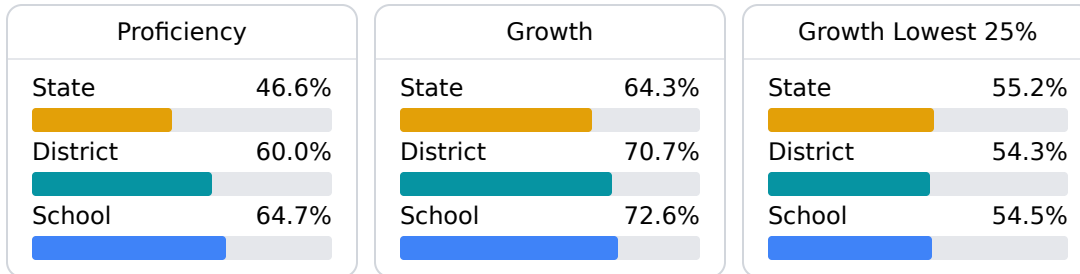 Proficiency
State 46.6%
District 60.0%
School 64.7%
Growth
State 64.3%
District 70.7%
School 72.6%
Growth Lowest 25%
State 55.2%
District 54.3%
School 54.5%